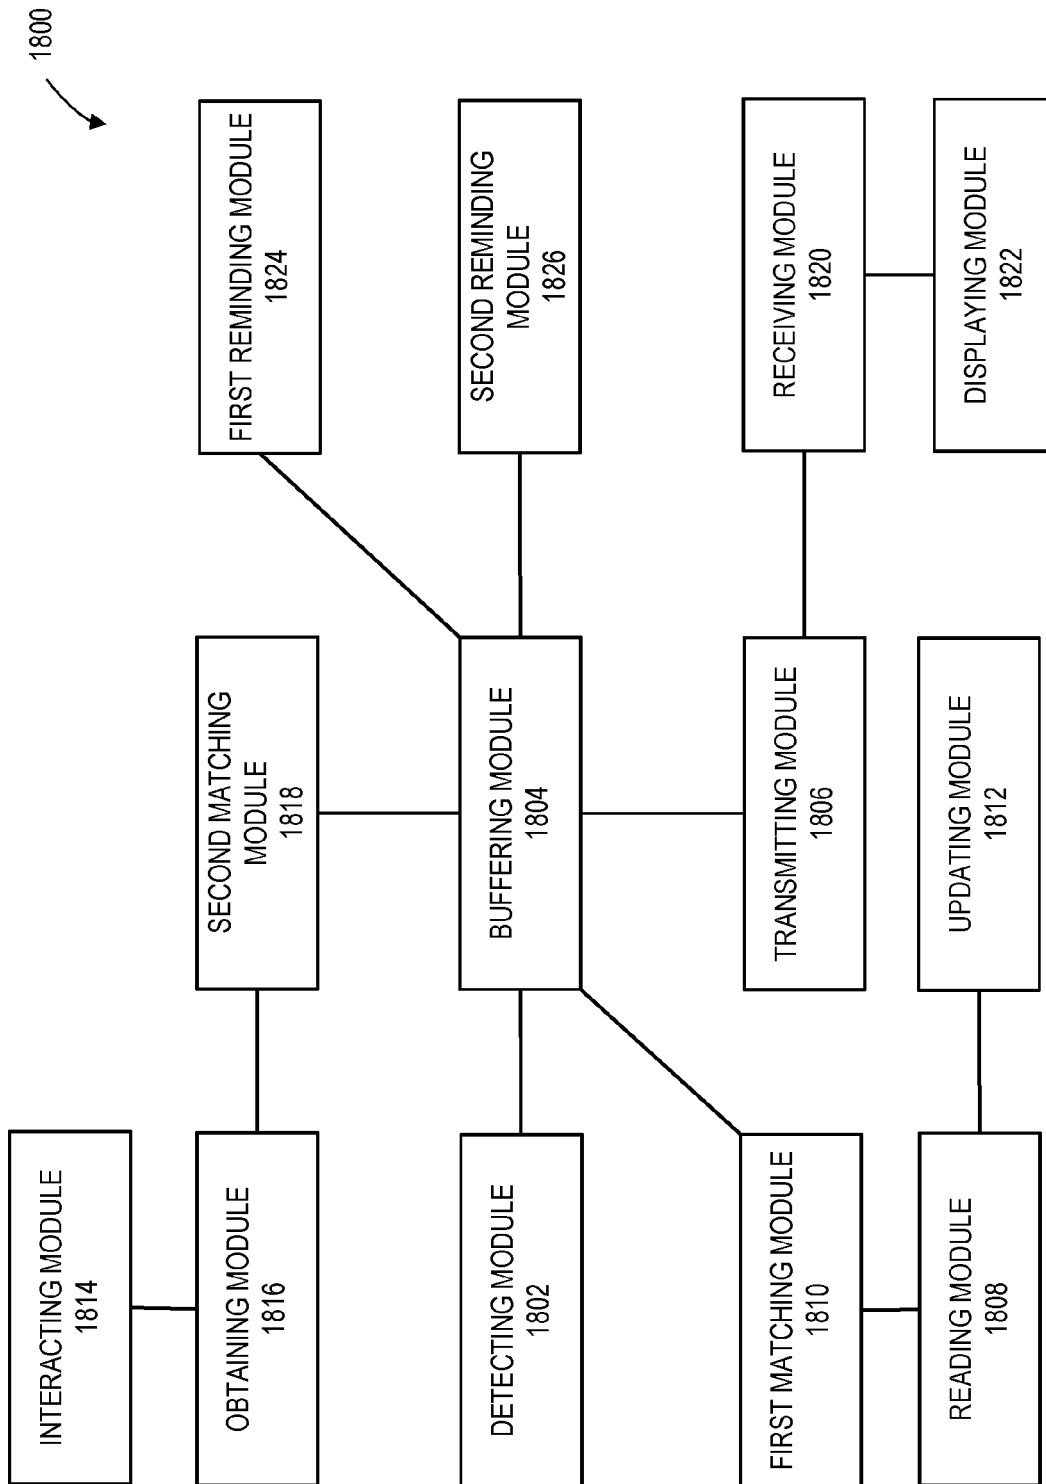 1800
INTERACTING MODULE
1814
OBTAINING MODULE
1816
SECOND MATCHING
MODULE
1818
FIRST REMINDING MODULE
1824
DETECTING MODULE
1802
BUFFERING MODULE
1804
SECOND REMINDING
MODULE
1826
FIRST MATCHING MODULE
1810
TRANSMITTING MODULE
1806
RECEIVING MODULE
1820
READING MODULE
1808
UPDATING MODULE
1812
DISPLAYING MODULE
1822